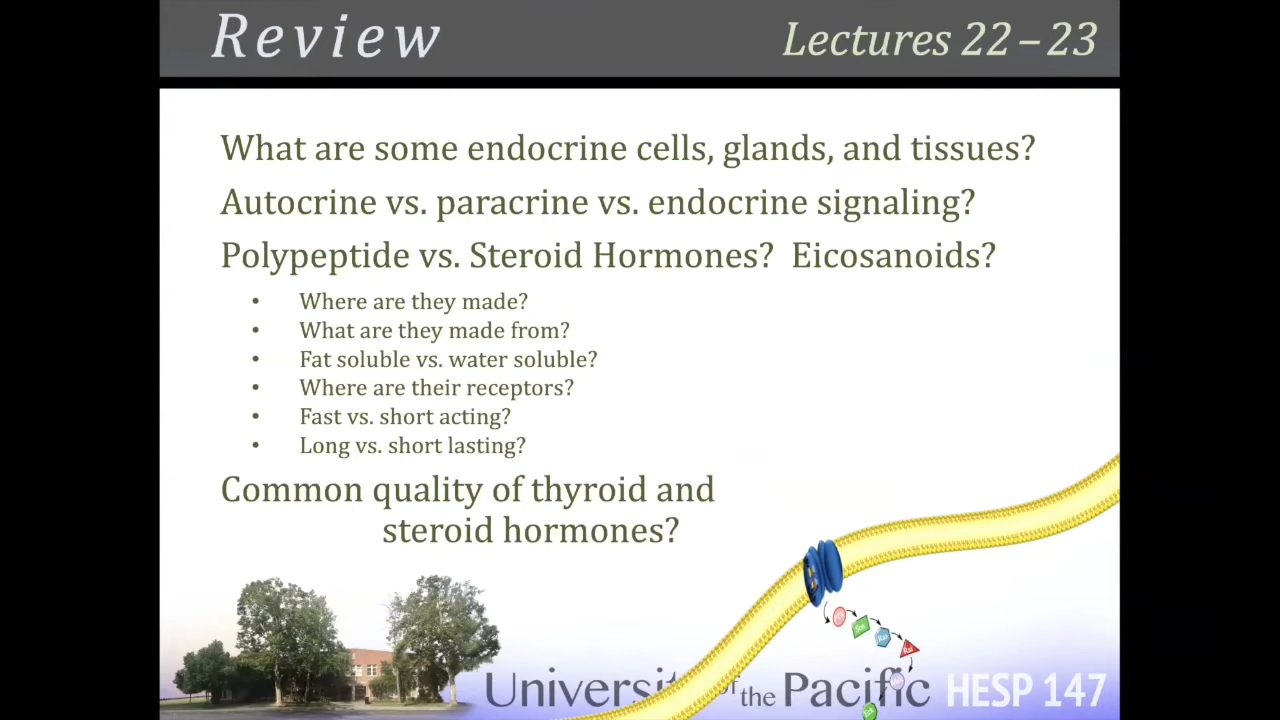 Review
Lectures 22 – 23
What are some endocrine cells, glands, and tissues?
Autocrine vs. paracrine vs. endocrine signaling?
Polypeptide vs. Steroid Hormones? Eicosanoids?
• Where are they made?
• What are they made from?
• Fat soluble vs. water soluble?
• Where are their receptors?
• Fast vs. short acting?
• Long vs. short lasting?
Common quality of thyroid and
steroid hormones?
of the Pacific HESP 147